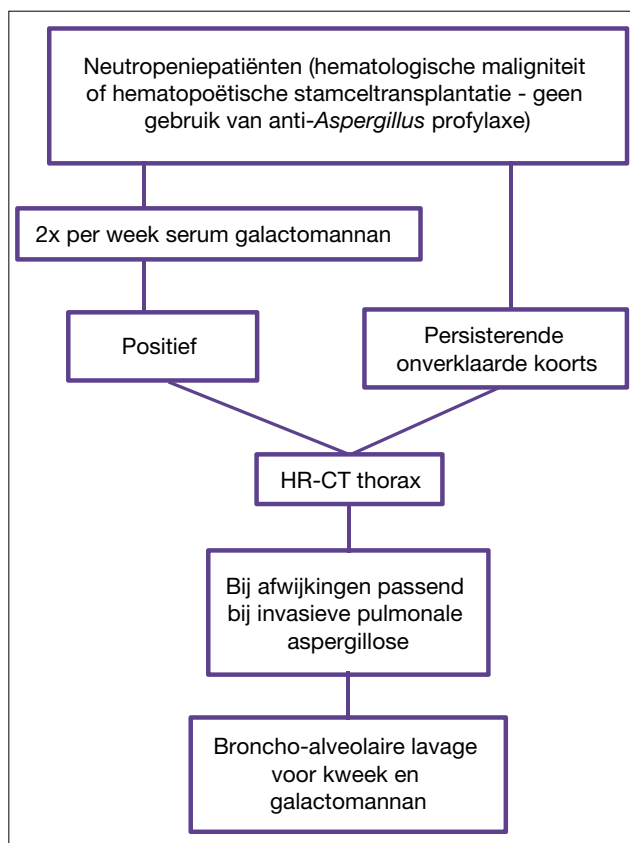 Neutropeniepatiënten (hematologische maligniteit
of hematopoëtische stamceltransplantatie - geen
gebruik van anti-Aspergillus profylaxe)
2x per week serum galactomannan
Positief
Persisterende
onverklaarde koorts
HR-CT thorax
Bij afwijkingen passend
bij invasieve pulmonale
aspergillose
Broncho-alveolaire lavage
voor kweek en
galactomannan